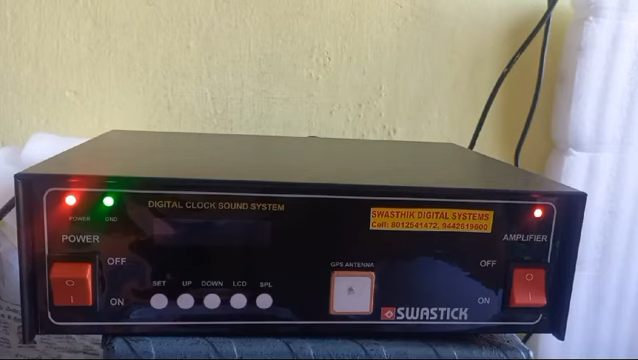 DIGITAL CLOCK SOUND SYSTEM
SWASTHIK DIGITAL SYSTEMS
Cell: 8012541472, 9442619600
POWER GND
POWER
AMPLIFIER
OFF
ON
GPS ANTENNA
OFF
ON
SET UP DOWN LCD SPL
SWASTICK